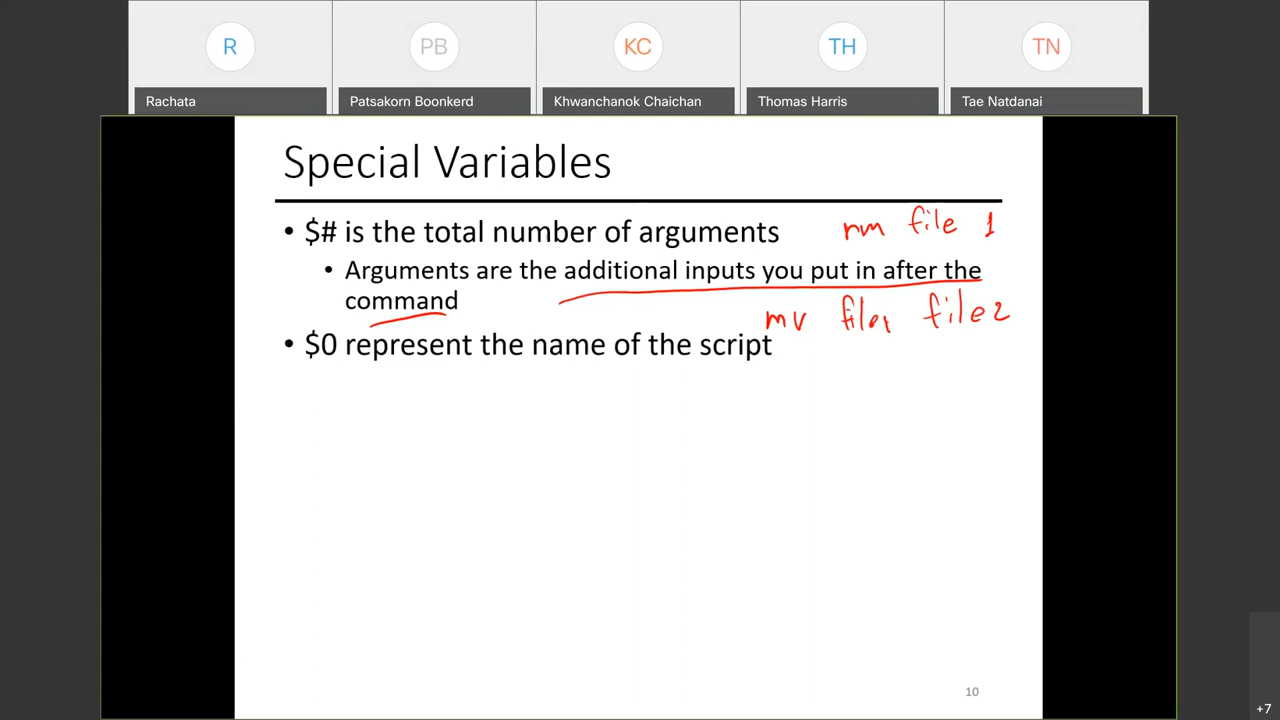 R PB KC TH TN
Rachata Patsakorn Boonkerd Khwanchanok Chaichan Thomas Harris Tae Natdanai
Special Variables
• $# is the total number of arguments
rm file 1
• Arguments are the additional inputs you put in after the
command
mv file1 file2
• $0 represent the name of the script
10
+7